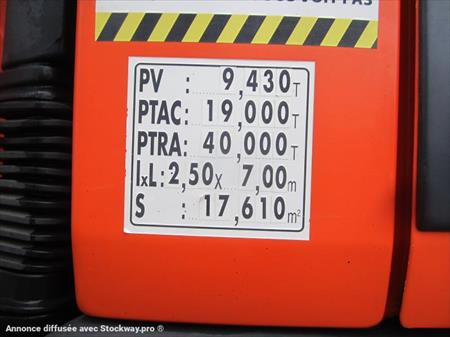 PV : 9,430T
PTAC: 19,000T
PTRA: 40,000T
lxL: 2,50x 7,00m
S : 17,610m²
Annonce diffusée avec Stockway.pro ®